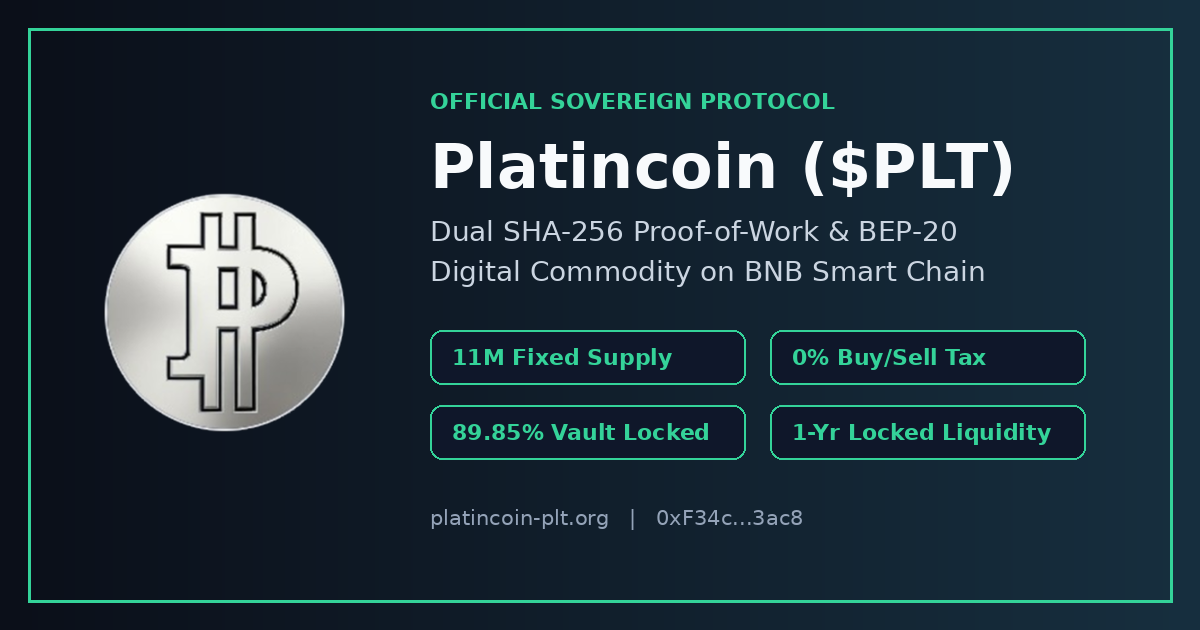 OFFICIAL SOVEREIGN PROTOCOL
Platincoin ($PLT)
Dual SHA-256 Proof-of-Work & BEP-20
Digital Commodity on BNB Smart Chain
11M Fixed Supply
0% Buy/Sell Tax
89.85% Vault Locked
1-Yr Locked Liquidity
platincoin-plt.org | 0xF34c...3ac8